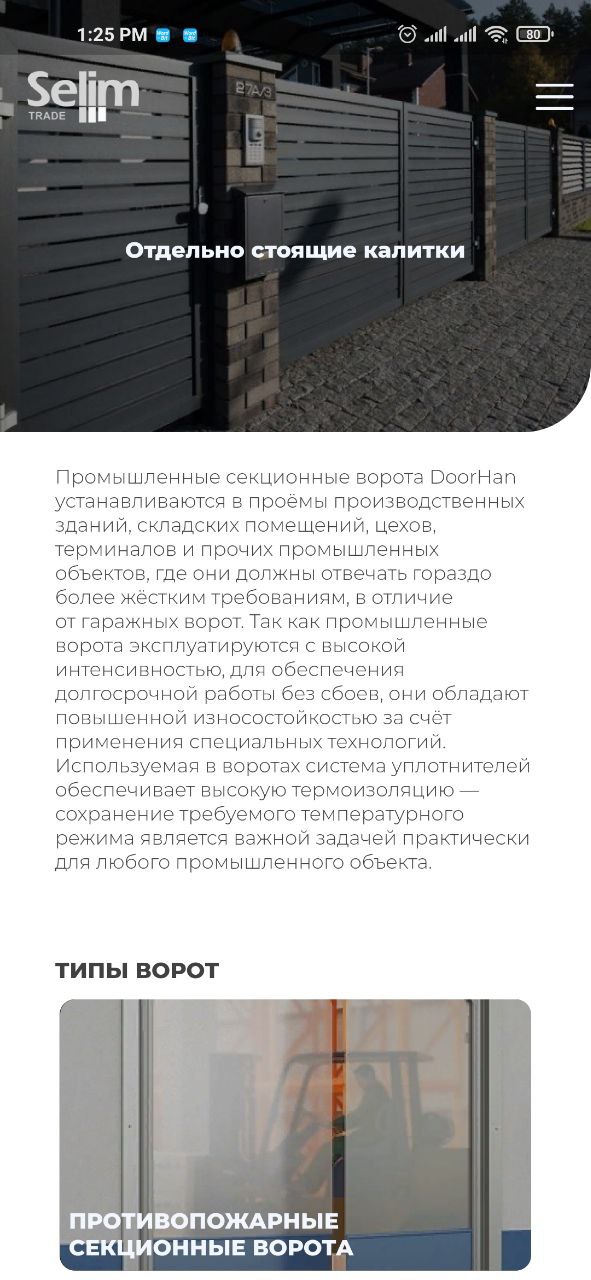 1:25 PM
80
Selim
TRADE
27A/3
Отдельно стоящие калитки
Промышленные секционные ворота DoorHan
устанавливаются в проёмы производственных
зданий, складских помещений, цехов,
терминалов и прочих промышленных
объектов, где они должны отвечать гораздо
более жёстким требованиям, в отличие
от гаражных ворот. Так как промышленные
ворота эксплуатируются с высокой
интенсивностью, для обеспечения
долгосрочной работы без сбоев, они обладают
повышенной износостойкостью за счёт
применения специальных технологий.
Используемая в воротах система уплотнителей
обеспечивает высокую термоизоляцию —
сохранение требуемого температурного
режима является важной задачей практически
для любого промышленного объекта.
ТИПЫ ВОРОТ
ПРОТИВОПОЖАРНЫЕ
СЕКЦИОННЫЕ ВОРОТА